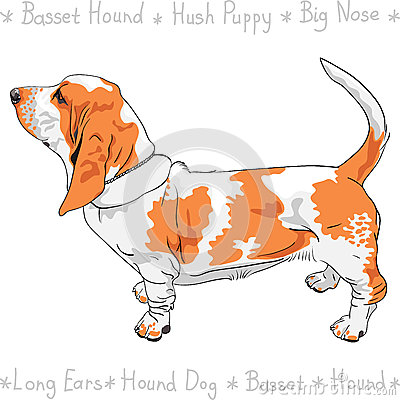 * Basset Hound * Hush Puppy * Big Nose *
*Long Ears* Hound Dog * Basset * Hound *